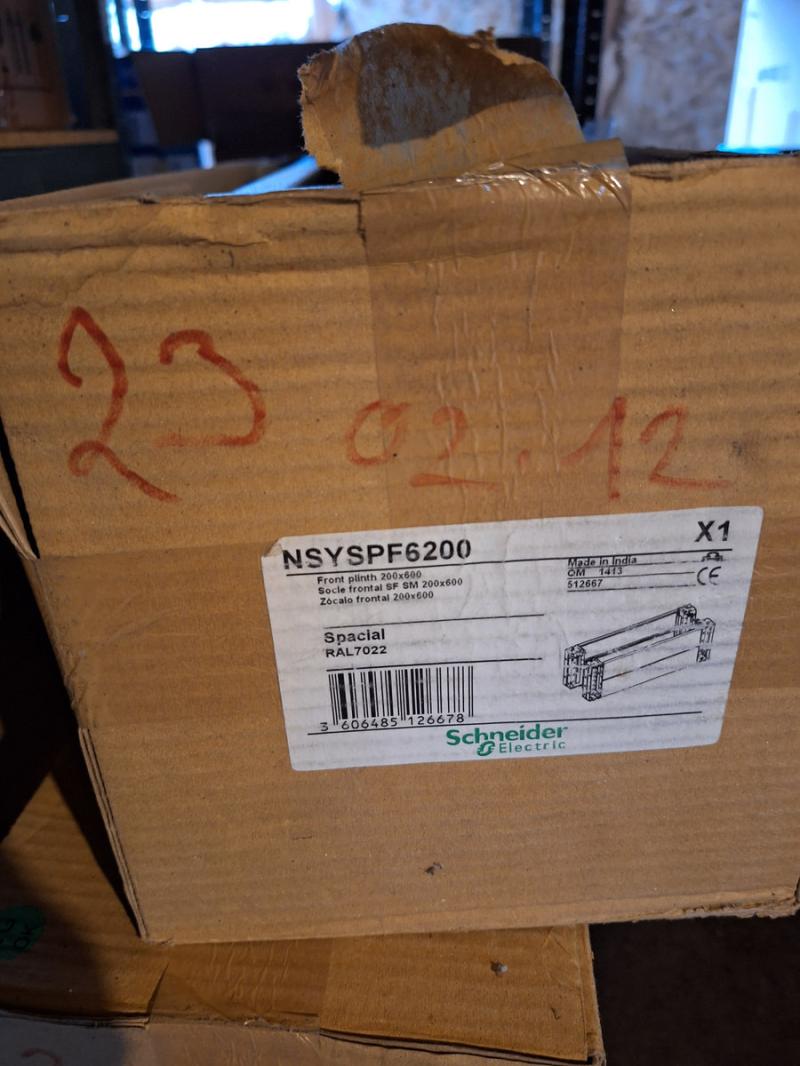 23
02.12
NSYSPF6200
X1
Front plinth 200x600
Socle frontal SF SM 200x600
Zócalo frontal 200x600
Made in India
OM 1413
512667
CE
Spacial
RAL7022
3 606485 126678
Schneider
Electric